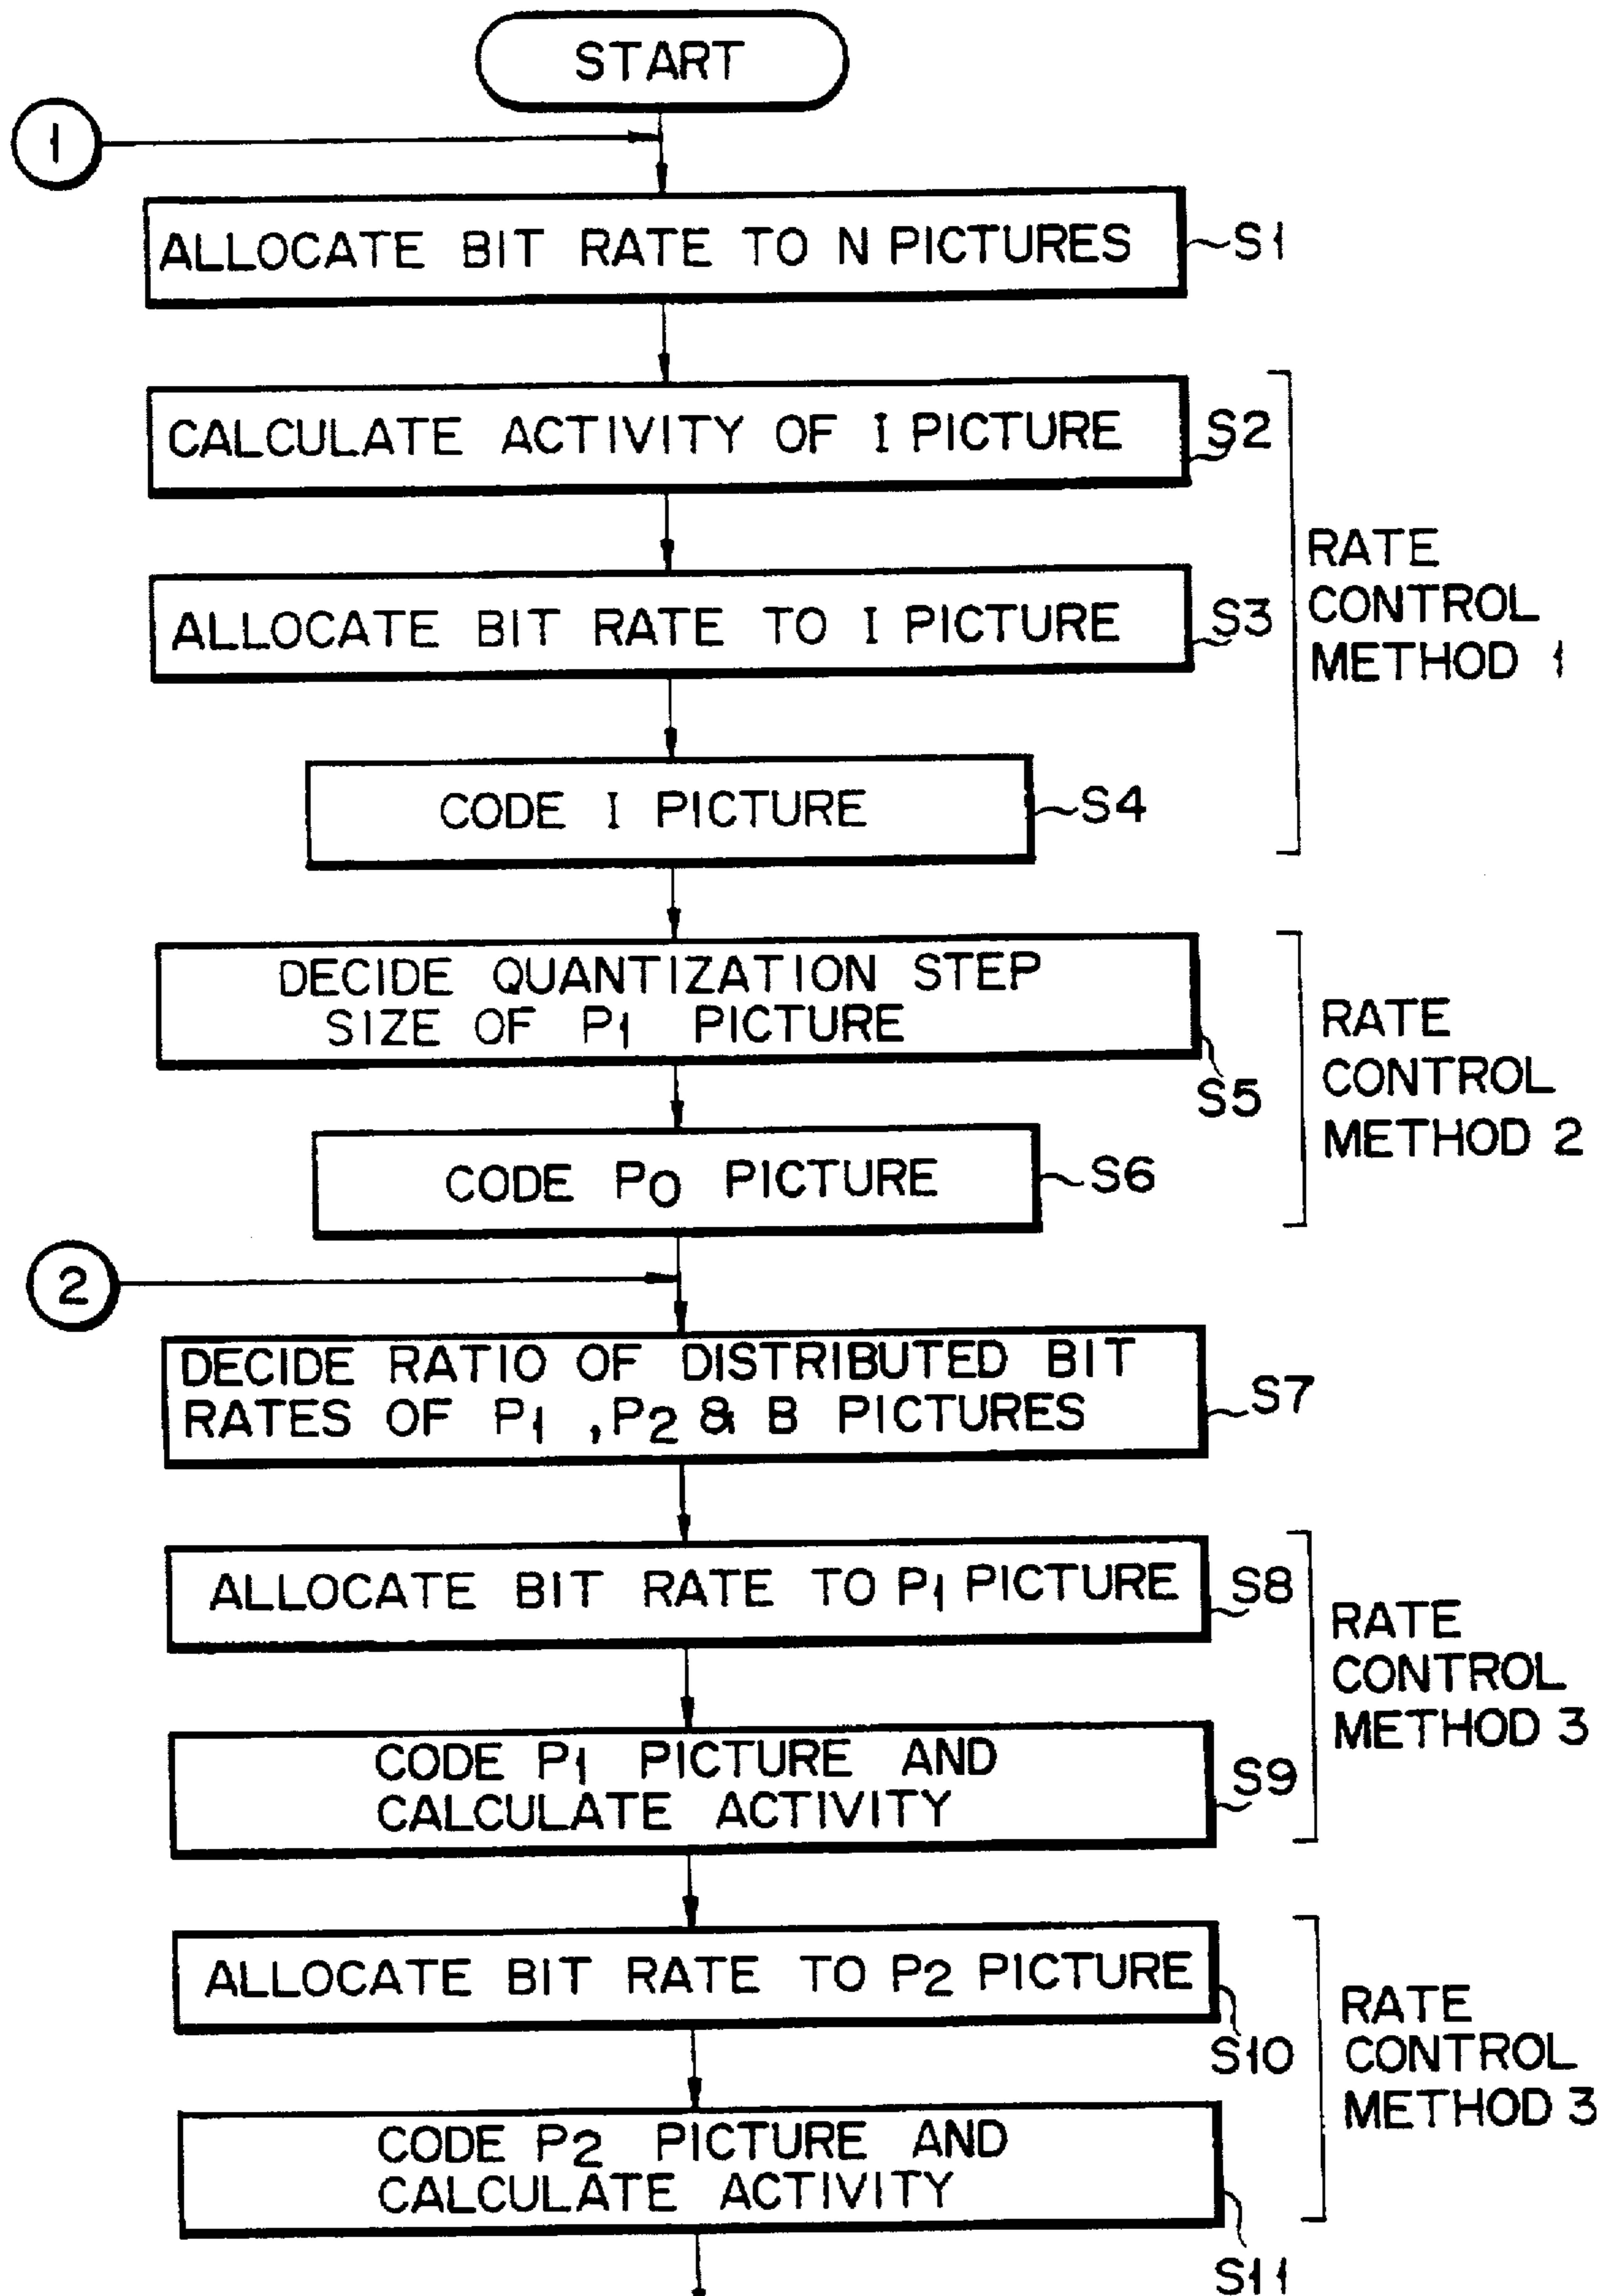 START
1
ALLOCATE BIT RATE TO N PICTURES
S1
CALCULATE ACTIVITY OF I PICTURE
S2
ALLOCATE BIT RATE TO I PICTURE
S3
RATE
CONTROL
METHOD 1
CODE I PICTURE
S4
DECIDE QUANTIZATION STEP
SIZE OF P1 PICTURE
S5
CODE P0 PICTURE
S6
RATE
CONTROL
METHOD 2
2
DECIDE RATIO OF DISTRIBUTED BIT
RATES OF P1 , P2 & B PICTURES
S7
ALLOCATE BIT RATE TO P1 PICTURE
S8
CODE P1 PICTURE AND
CALCULATE ACTIVITY
S9
RATE
CONTROL
METHOD 3
ALLOCATE BIT RATE TO P2 PICTURE
S10
CODE P2 PICTURE AND
CALCULATE ACTIVITY
S11
RATE
CONTROL
METHOD 3